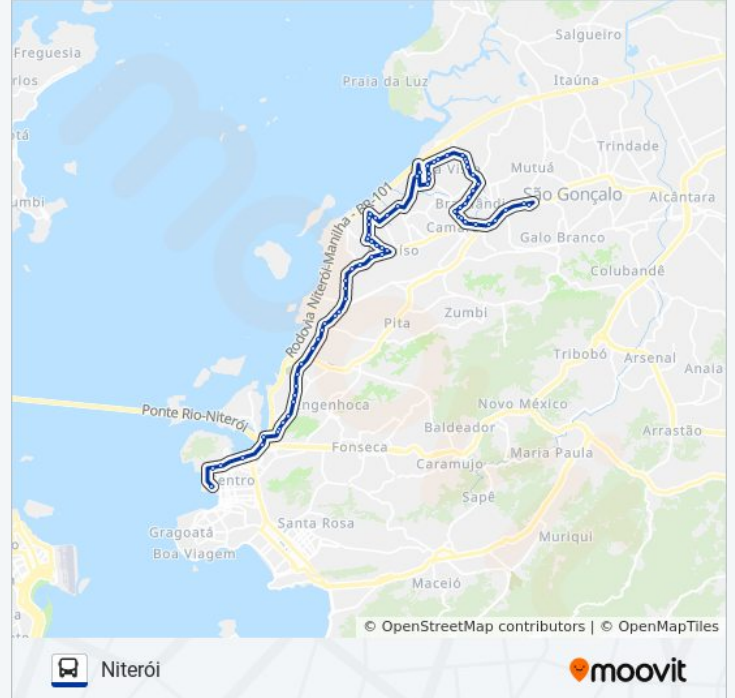 Freguesia
Salgueiro
Praia da Luz
Itaúna
Trindade
Mutuá
São Gonçalo
Alcântara
Galo Branco
Colubandê
Rodovia Niterói-Manilha - BR-101
Pita
Zumbi
Tribobó
Arsenal
Anaia
Ponte Rio-Niterói
Novo México
Baldeador
Arrastão
Fonseca
Maria Paula
Caramujo
Sapê
Santa Rosa
Gragoatá
Boa Viagem
Muriqui
Maceió
© OpenStreetMap contributors | © OpenMapTiles
Niterói
moovit